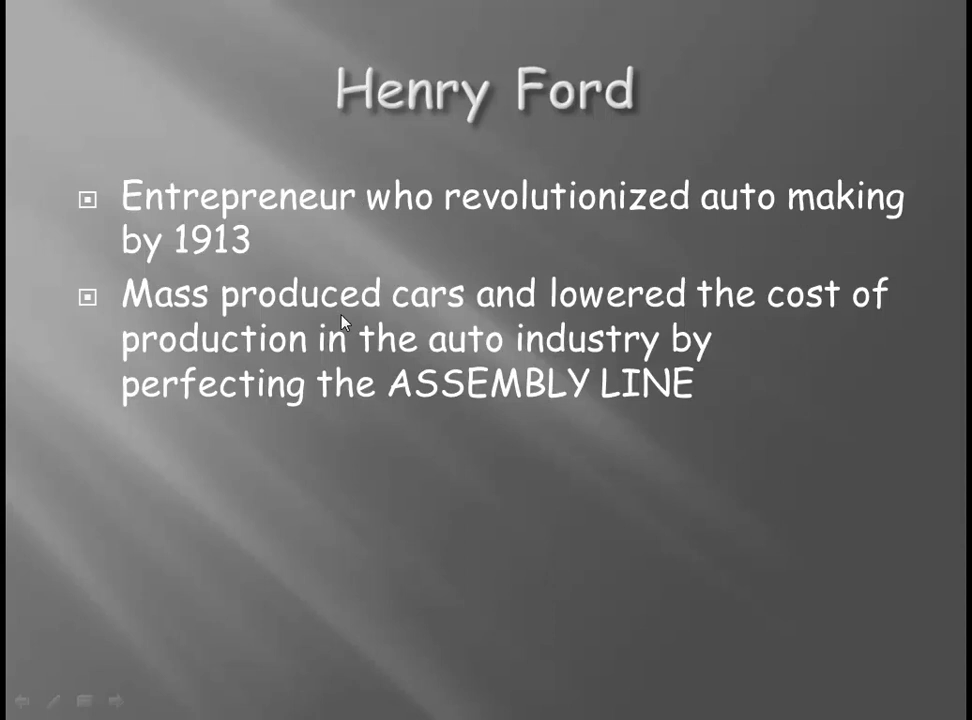 Henry Ford
Entrepreneur who revolutionized auto making
by 1913
Mass produced cars and lowered the cost of
production in the auto industry by
perfecting the ASSEMBLY LINE